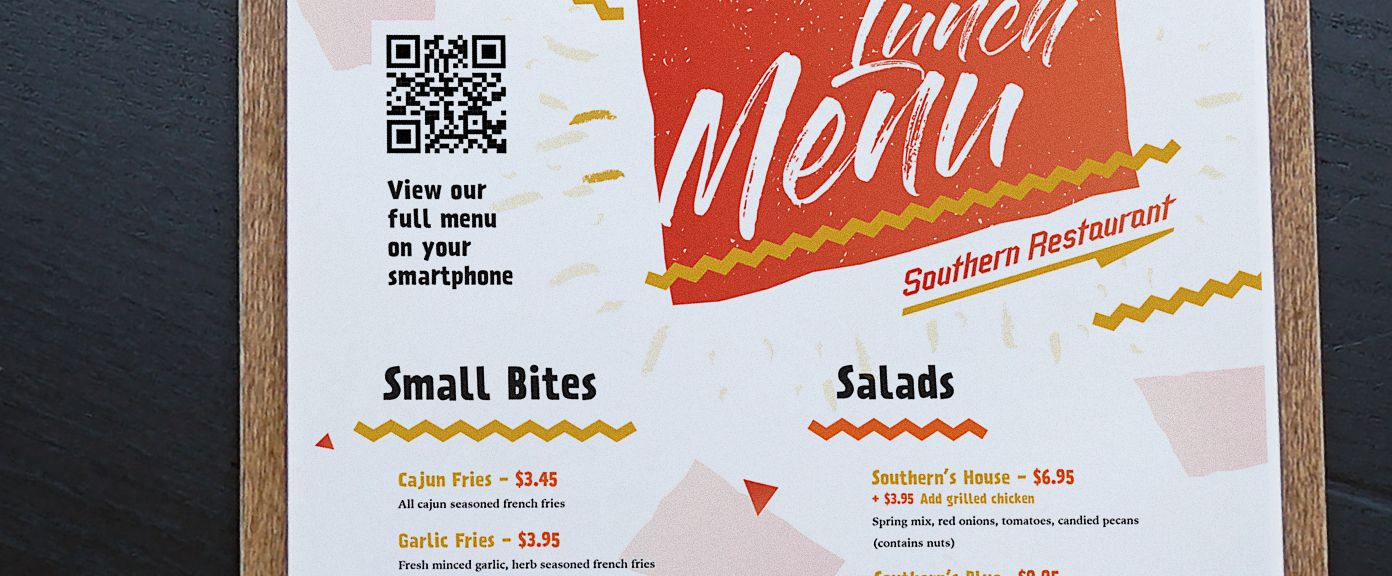 Lunch
Menu
Southern Restaurant
View our
full menu
on your
smartphone
Small Bites
Cajun Fries – $3.45
All cajun seasoned french fries
Garlic Fries – $3.95
Fresh minced garlic, herb seasoned french fries
Salads
Southern's House – $6.95
+ $3.95 Add grilled chicken
Spring mix, red onions, tomatoes, candied pecans
(contains nuts)